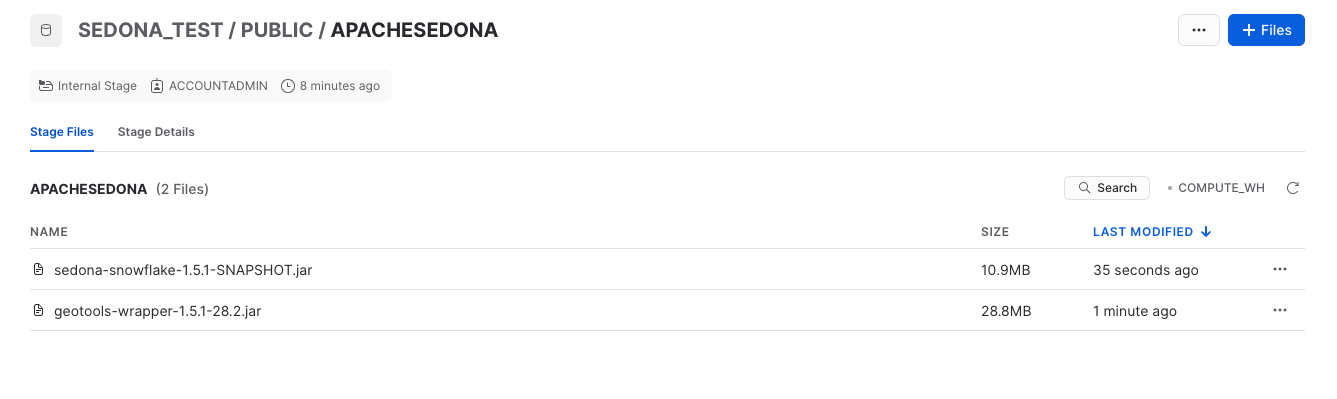 SEDONA_TEST / PUBLIC / APACHESEDONA
... + Files
Internal Stage ACCOUNTADMIN 8 minutes ago
Stage Files Stage Details
APACHESEDONA (2 Files) Search COMPUTE_WH
NAME SIZE LAST MODIFIED
sedona-snowflake-1.5.1-SNAPSHOT.jar 10.9MB 35 seconds ago ...
geotools-wrapper-1.5.1-28.2.jar 28.8MB 1 minute ago ...